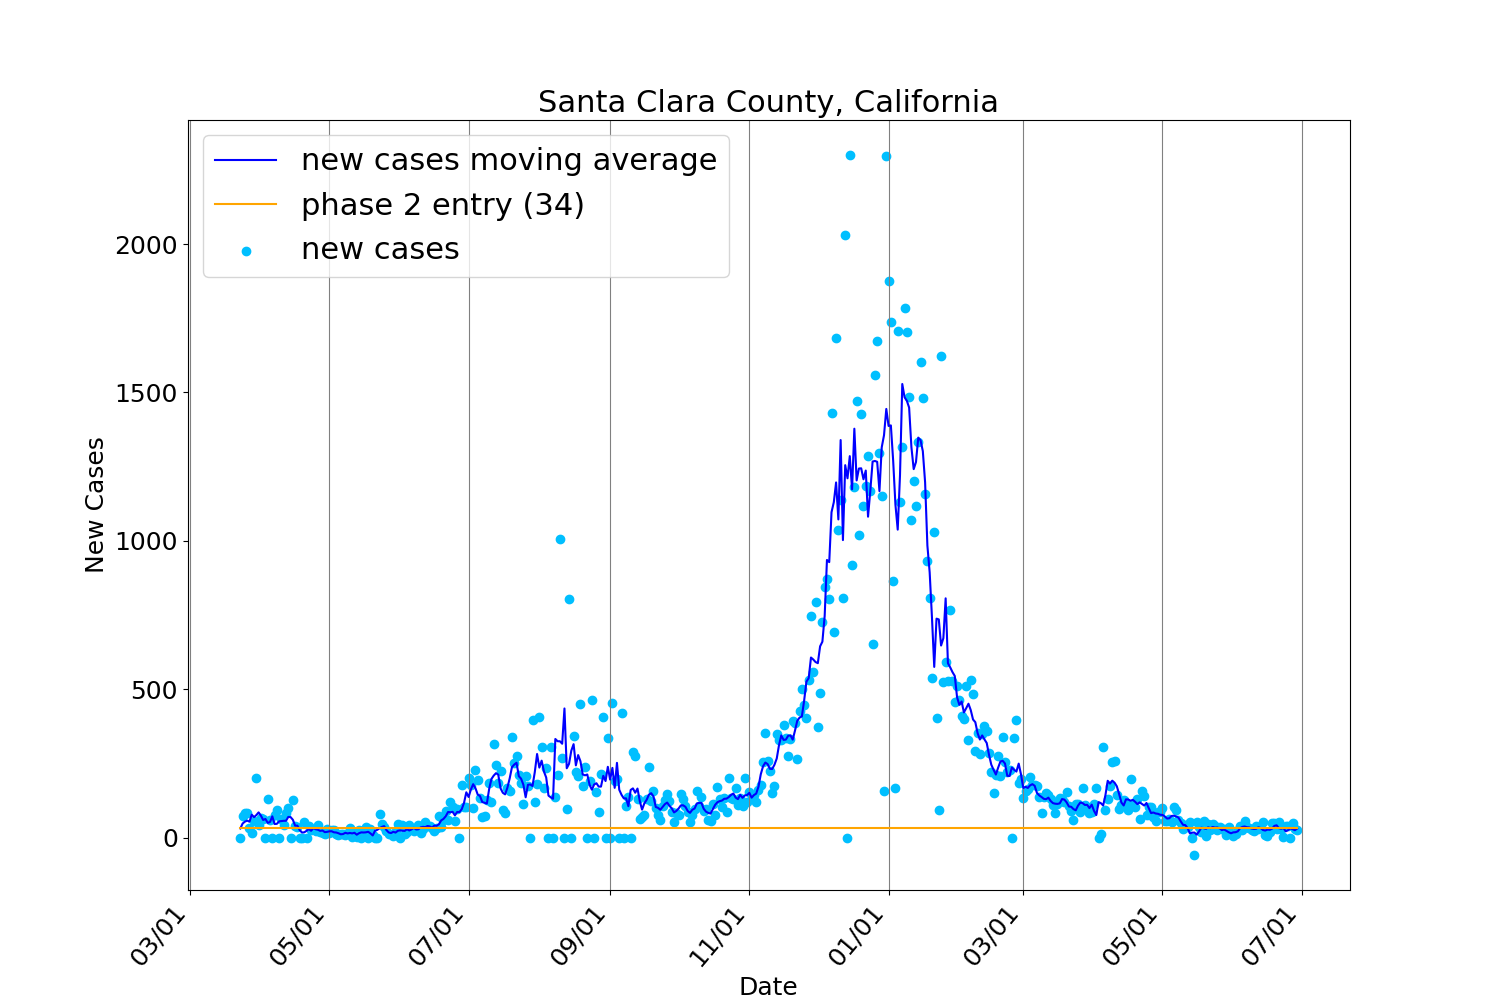 Santa Clara County, California
new cases moving average
phase 2 entry (34)
new cases
2000
1500
1000
500
0
New Cases
03/01
05/01
07/01
09/01
11/01
01/01
03/01
05/01
07/01
Date